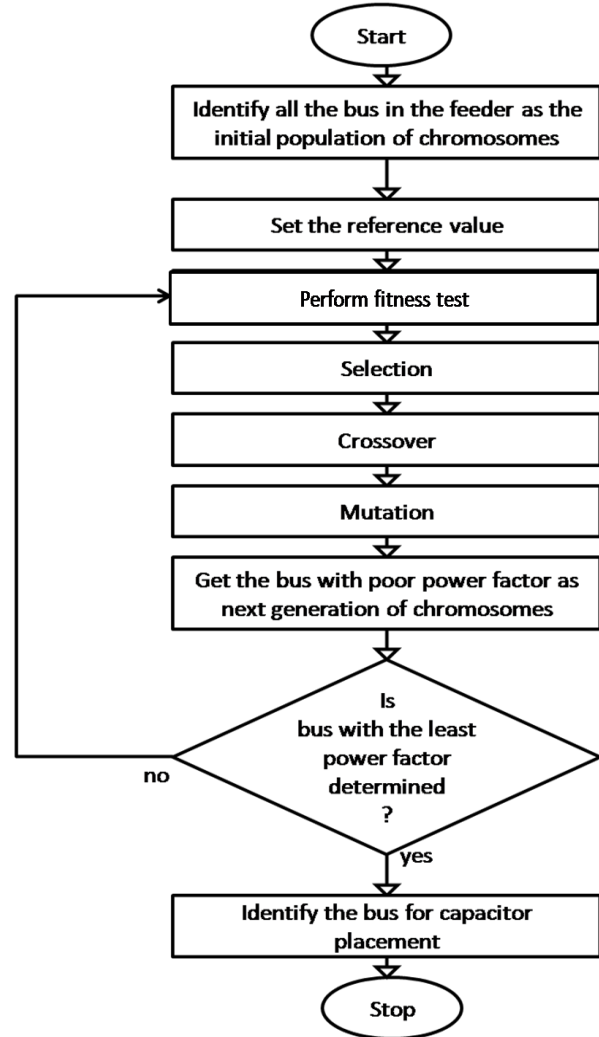 Start
Identify all the bus in the feeder as the
initial population of chromosomes
Set the reference value
Perform fitness test
Selection
Crossover
Mutation
Get the bus with poor power factor as
next generation of chromosomes
Is
bus with the least
power factor
determined
?
no
yes
Identify the bus for capacitor
placement
Stop